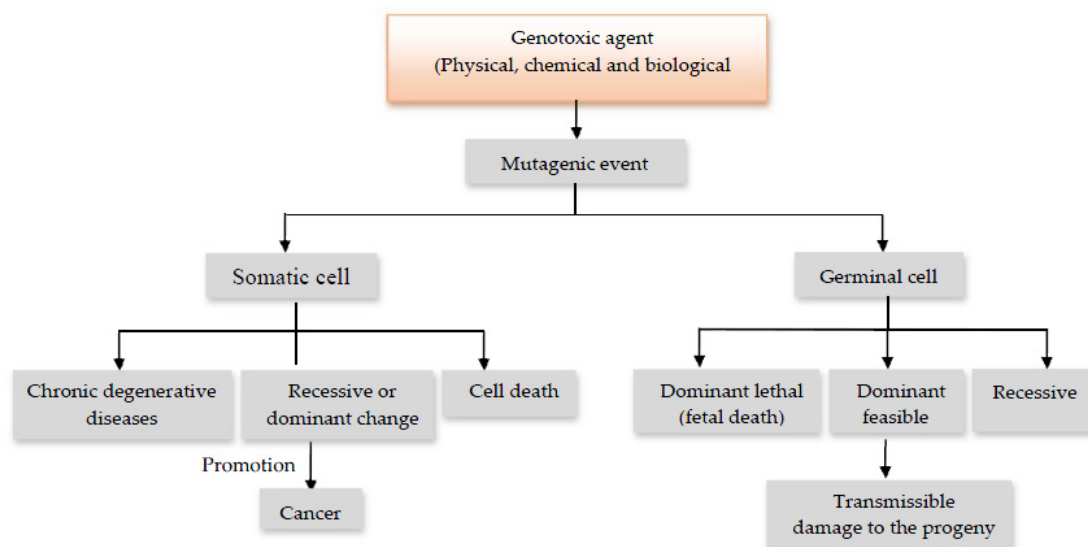 Genotoxic agent
(Physical, chemical and biological
Mutagenic event
Somatic cell
Germinal cell
Chronic degenerative
diseases
Recessive or
dominant change
Cell death
Dominant lethal
(fetal death)
Dominant
feasible
Recessive
Promotion
Cancer
Transmissible
damage to the progeny